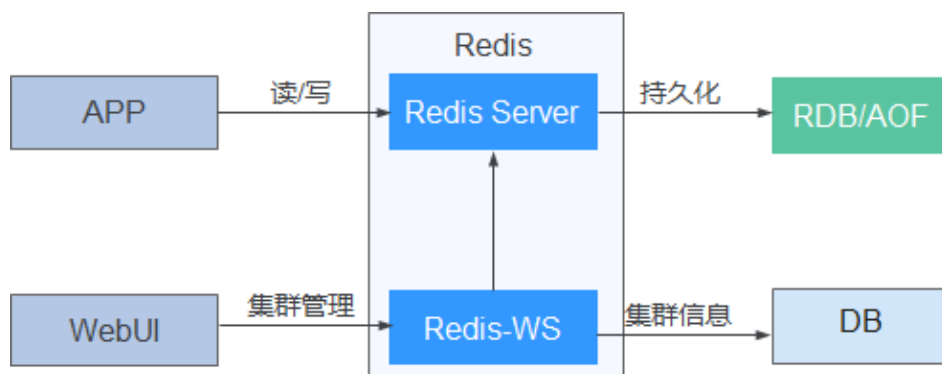 Redis
APP
读/写
Redis Server
持久化
RDB/AOF
WebUI
集群管理
Redis-WS
集群信息
DB